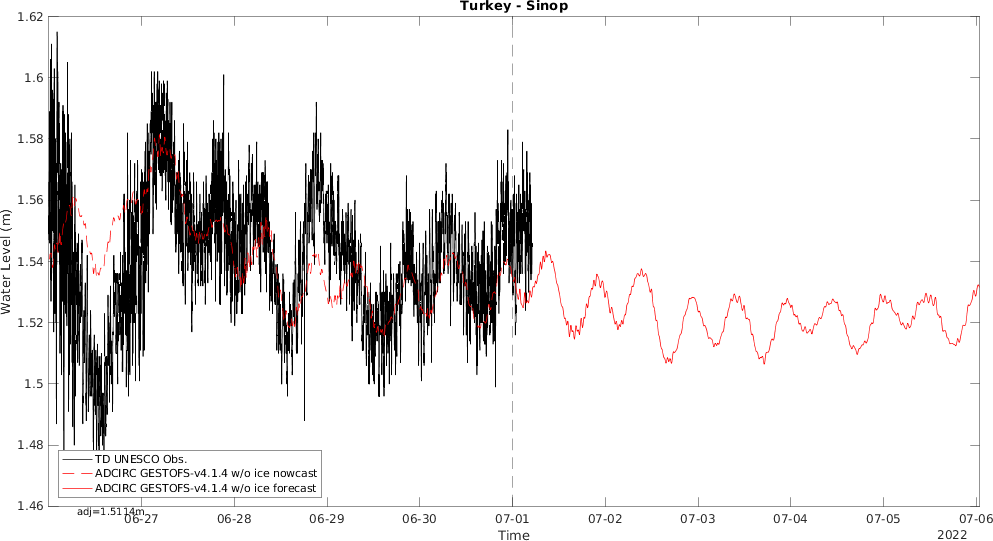 Turkey - Sinop
Water Level (m)
1.62
1.6
1.58
1.56
1.54
1.52
1.5
1.48
1.46
TD UNESCO Obs.
ADCIRC GESTOFS-v4.1.4 w/o ice nowcast
ADCIRC GESTOFS-v4.1.4 w/o ice forecast
adj=1.5114m
06-27 06-28 06-29 06-30 07-01 07-02 07-03 07-04 07-05 07-06
Time
2022